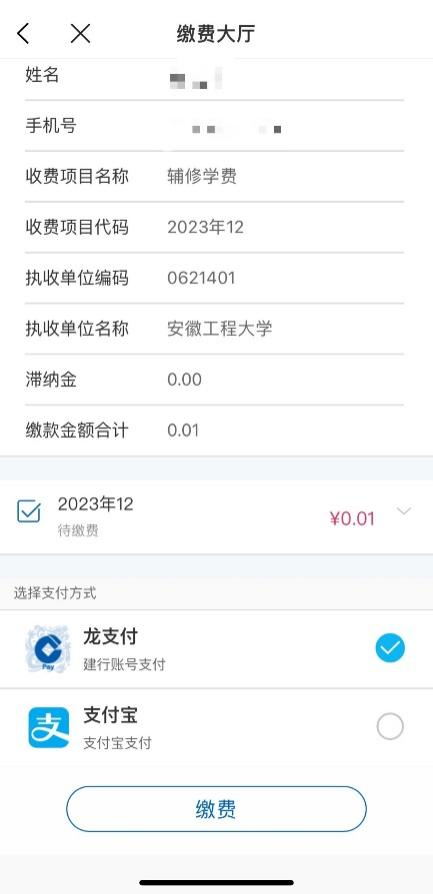 缴费大厅
姓名
手机号
收费项目名称 辅修学费
收费项目代码 2023年12
执收单位编码 0621401
执收单位名称 安徽工程大学
滞纳金 0.00
缴款金额合计 0.01
2023年12
¥0.01
待缴费
选择支付方式
龙支付
Pay
建行账号支付
支
支付宝
支付宝支付
缴费